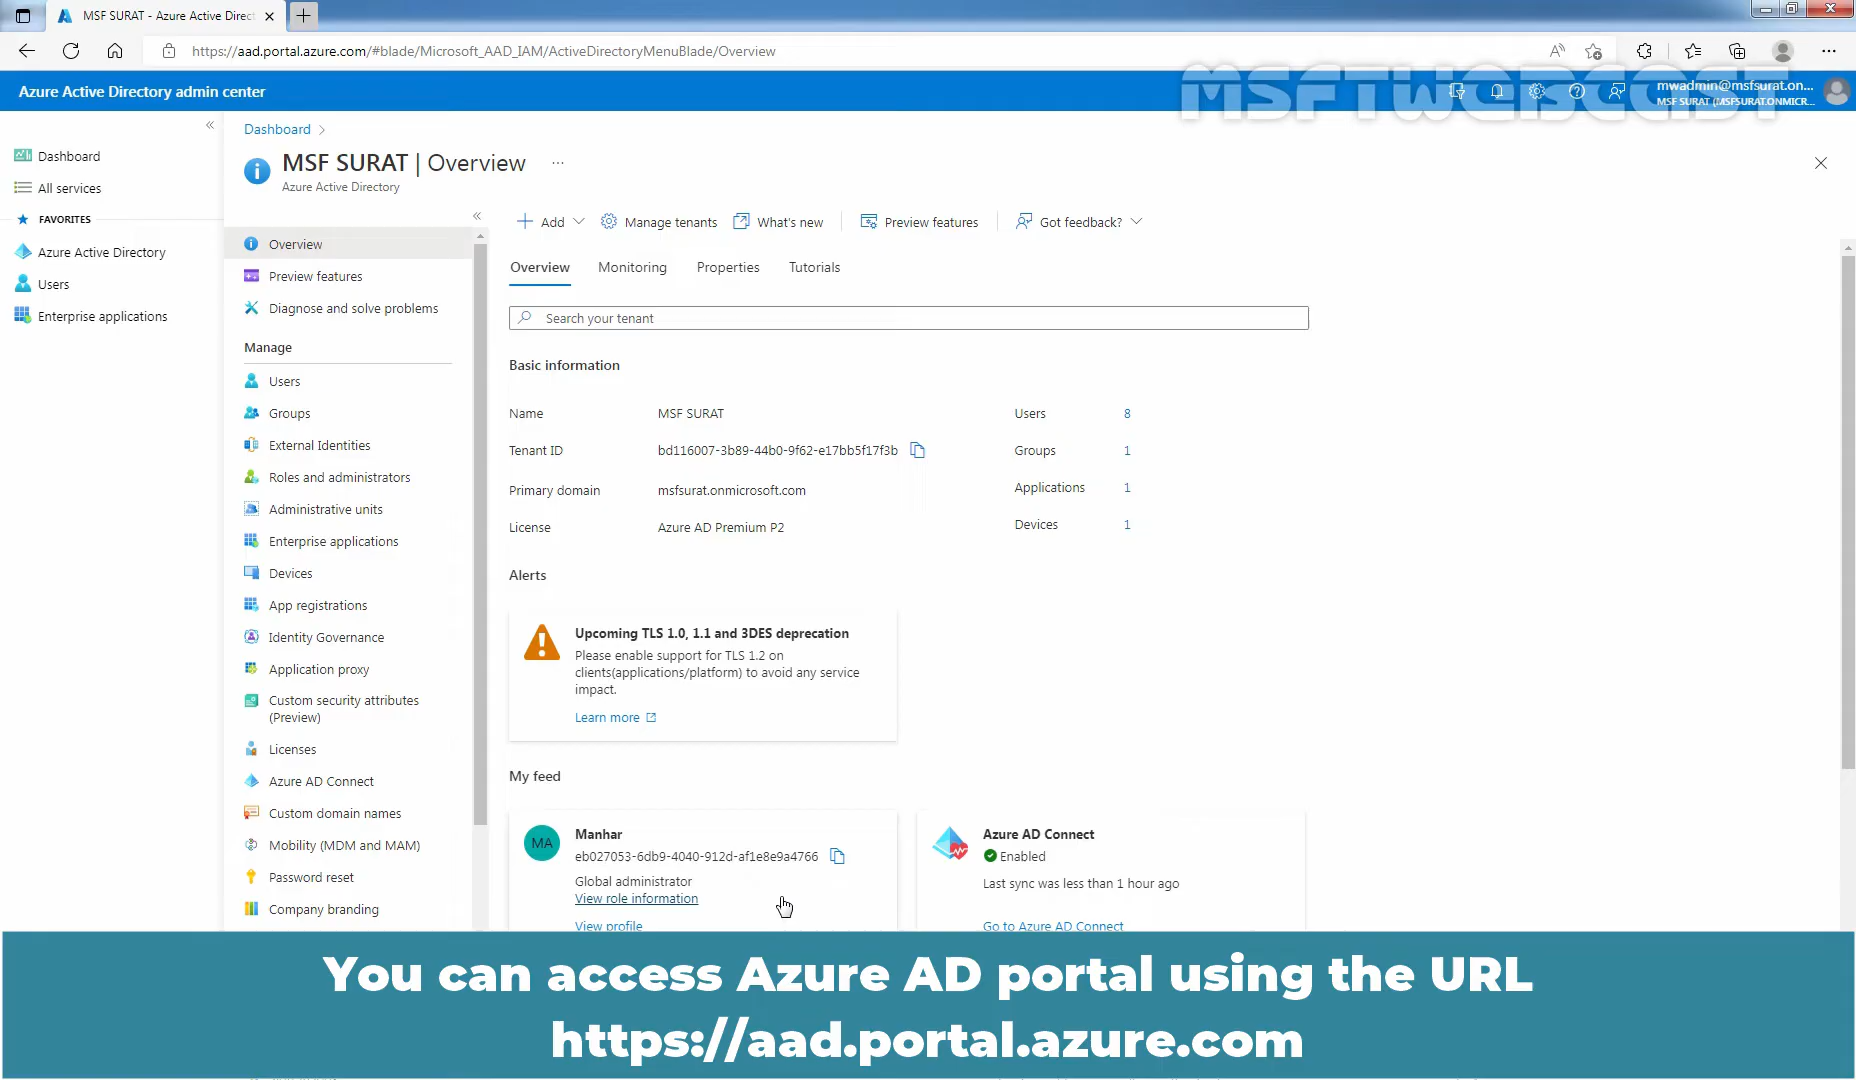 MSF SURAT - Azure Active Direct
https://aad.portal.azure.com/#blade/Microsoft_AAD_IAM/ActiveDirectoryMenuBlade/Overview
MSFTWEBCAST
Azure Active Directory admin center
mwadmin@msfsurat.on...
MSF SURAT (MSFSURAT.ONMICR...
Dashboard
All services
FAVORITES
Azure Active Directory
Users
Enterprise applications
Dashboard
MSF SURAT | Overview
Azure Active Directory
Overview
Preview features
Diagnose and solve problems
Manage
Users
Groups
External Identities
Roles and administrators
Administrative units
Enterprise applications
Devices
App registrations
Identity Governance
Application proxy
Custom security attributes
(Preview)
Licenses
Azure AD Connect
Custom domain names
Mobility (MDM and MAM)
Password reset
Company branding
Add Manage tenants What's new Preview features Got feedback?
Overview Monitoring Properties Tutorials
Search your tenant
Basic information
Name MSF SURAT Users 8
Tenant ID bd116007-3b89-44b0-9f62-e17bb5f17f3b Groups 1
Primary domain msfsurat.onmicrosoft.com Applications 1
License Azure AD Premium P2 Devices 1
Alerts
Upcoming TLS 1.0, 1.1 and 3DES deprecation
Please enable support for TLS 1.2 on
clients(applications/platform) to avoid any service
impact.
Learn more
My feed
MA
Manhar
eb027053-6db9-4040-912d-af1e8e9a4766
Global administrator
View role information
View profile
Azure AD Connect
Enabled
Last sync was less than 1 hour ago
Go to Azure AD Connect
You can access Azure AD portal using the URL
https://aad.portal.azure.com